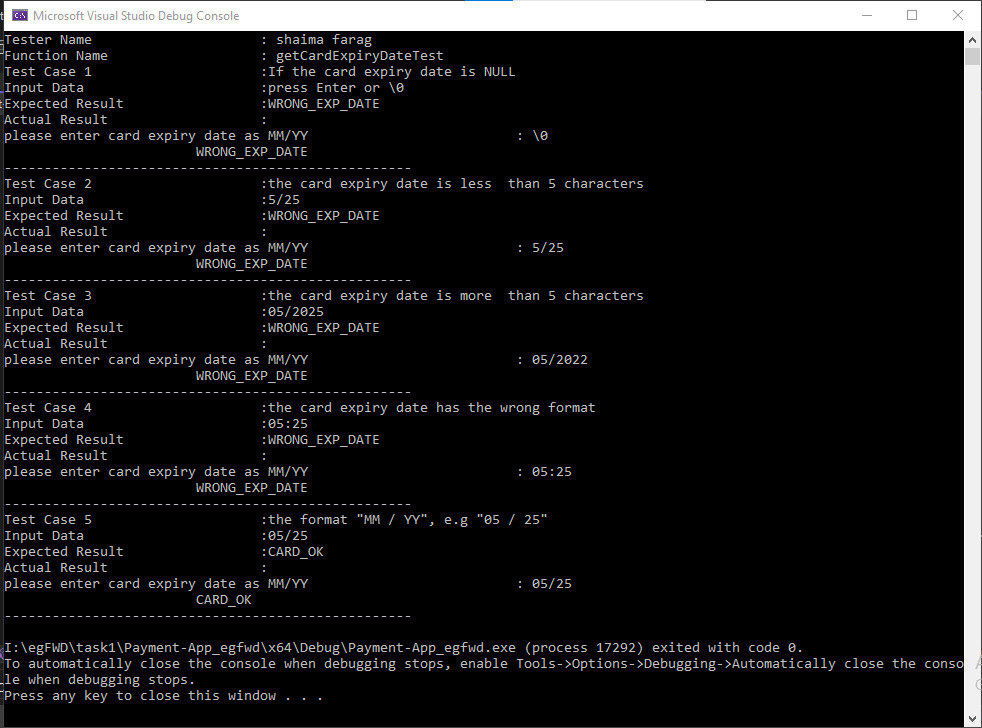 Microsoft Visual Studio Debug Console
Tester Name : shaima farag
Function Name : getCardExpiryDateTest
Test Case 1 :If the card expiry date is NULL
Input Data :press Enter or \0
Expected Result :WRONG_EXP_DATE
Actual Result :
please enter card expiry date as MM/YY : \0
WRONG_EXP_DATE
---------------------------------------------------
Test Case 2 :the card expiry date is less  than 5 characters
Input Data :5/25
Expected Result :WRONG_EXP_DATE
Actual Result :
please enter card expiry date as MM/YY : 5/25
WRONG_EXP_DATE
---------------------------------------------------
Test Case 3 :the card expiry date is more  than 5 characters
Input Data :05/2025
Expected Result :WRONG_EXP_DATE
Actual Result :
please enter card expiry date as MM/YY : 05/2022
WRONG_EXP_DATE
---------------------------------------------------
Test Case 4 :the card expiry date has the wrong format
Input Data :05:25
Expected Result :WRONG_EXP_DATE
Actual Result :
please enter card expiry date as MM/YY : 05:25
WRONG_EXP_DATE
---------------------------------------------------
Test Case 5 :the format "MM / YY", e.g "05 / 25"
Input Data :05/25
Expected Result :CARD_OK
Actual Result :
please enter card expiry date as MM/YY : 05/25
CARD_OK
---------------------------------------------------
I:\egFWD\task1\Payment-App_egfwd\x64\Debug\Payment-App_egfwd.exe (process 17292) exited with code 0.
To automatically close the console when debugging stops, enable Tools->Options->Debugging->Automatically close the conso
le when debugging stops.
Press any key to close this window . . .